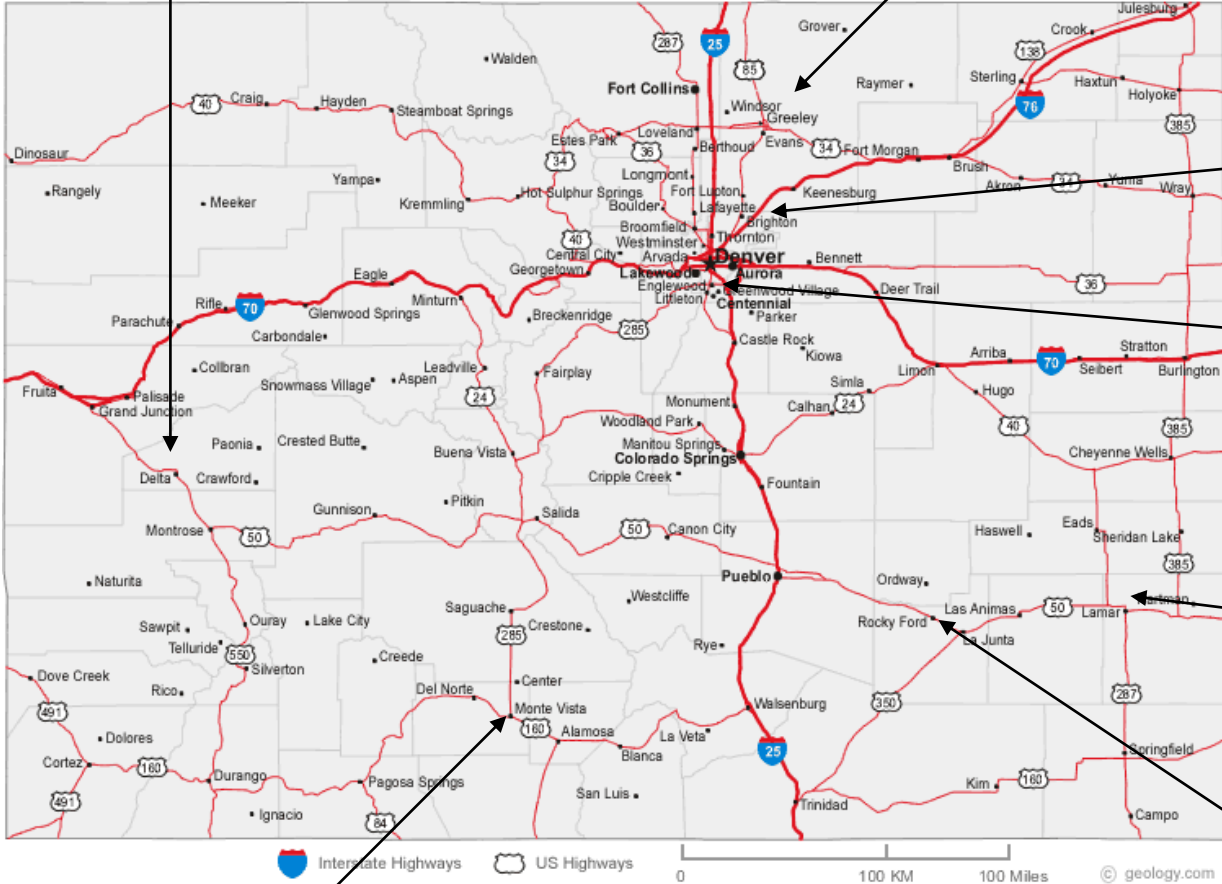 Julesburg
Grover
Crook
287
25
138
Walden
85
Sterling
Haxtun
Raymer
Fort Collins
Holyoke
Craig
Hayden
40
Windsor
76
Steamboat Springs
Greeley
385
Loveland
Estes Park
Evans
Berthoud
34
Fort Morgan
36
Dinosaur
34
Brush
Longmont
Yampa
Akron
34
Yuma
Rangely
Hot Sulphur Springs
Fort Lupton
Keenesburg
Wray
Meeker
Kremmling
Boulder
Lafayette
Brighton
Broomfield
40
Westminster
Thornton
Central City
Arvada
Denver
Bennett
Georgetown
Lakewood
Aurora
Eagle
Englewood
Greenwood Village
36
Minturn
Littleton
Deer Trail
Rifle
70
Centennial
Glenwood Springs
Breckenridge
Parker
Parachute
285
Carbondale
Castle Rock
Stratton
Kiowa
Arriba
70
Collbran
Leadville
Limon
Seibert
Burlington
Fairplay
Snowmass Village
Aspen
Simla
Fruita
Palisade
24
Hugo
Grand Junction
Monument
Calhan
24
Woodland Park
40
385
Paonia
Crested Butte
Manitou Springs
Buena Vista
Colorado Springs
Cheyenne Wells
Delta
Crawford
Cripple Creek
Fountain
Pitkin
Gunnison
Salida
Montrose
50
50
Canon City
Haswell
Eads
Sheridan Lake
385
Naturita
Pueblo
Ordway
Westcliffe
Hartman
Saguache
Las Animas
50
Lamar
Ouray
Lake City
Rocky Ford
Sawpit
285
Crestone
La Junta
Telluride
550
Rye
Creede
Silverton
Dove Creek
Center
Rico
Del Norte
287
491
Monte Vista
Walsenburg
350
160
Dolores
Alamosa
La Veta
25
Springfield
Cortez
160
Blanca
Durango
Pagosa Springs
Kim
160
San Luis
491
Trinidad
Ignacio
84
Campo
Interstate Highways
US Highways
0
100 KM
100 Miles
© geology.com